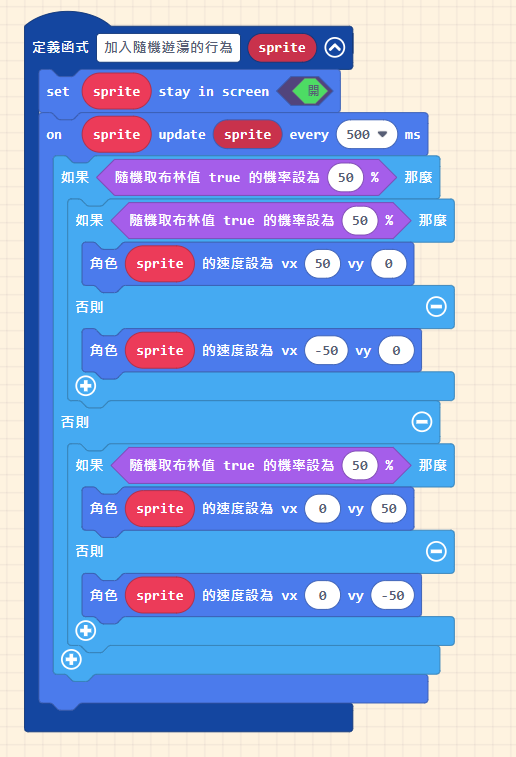 定義函式 加入隨機遊蕩的行為 sprite
set sprite stay in screen 開
on sprite update sprite every 500 ms
如果 隨機取布林值 true 的機率設為 50 % 那麼
如果 隨機取布林值 true 的機率設為 50 % 那麼
角色 sprite 的速度設為 vx 50 vy 0
否則
角色 sprite 的速度設為 vx -50 vy 0
否則
如果 隨機取布林值 true 的機率設為 50 % 那麼
角色 sprite 的速度設為 vx 0 vy 50
否則
角色 sprite 的速度設為 vx 0 vy -50